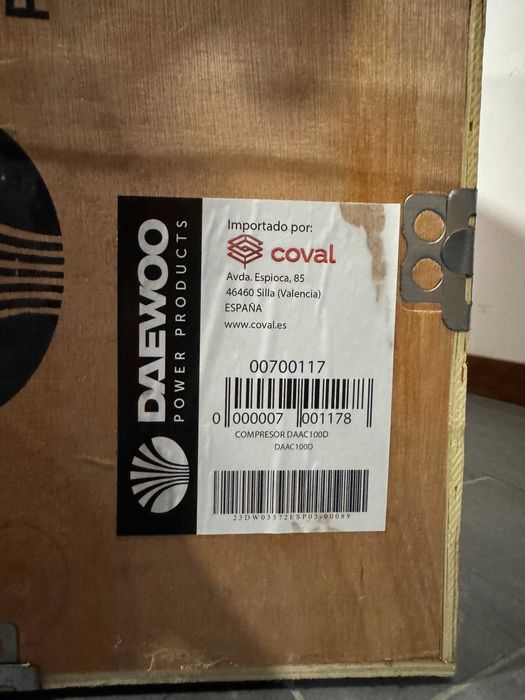 DAEWOO
POWER PRODUCTS
Importado por:
coval
Avda. Espioca, 85
46460 Silla (Valencia)
ESPAÑA
www.coval.es
00700117
0 000007 001178
COMPRESOR DAAC100D
DAAC100D
23DW03372ESP03-00089